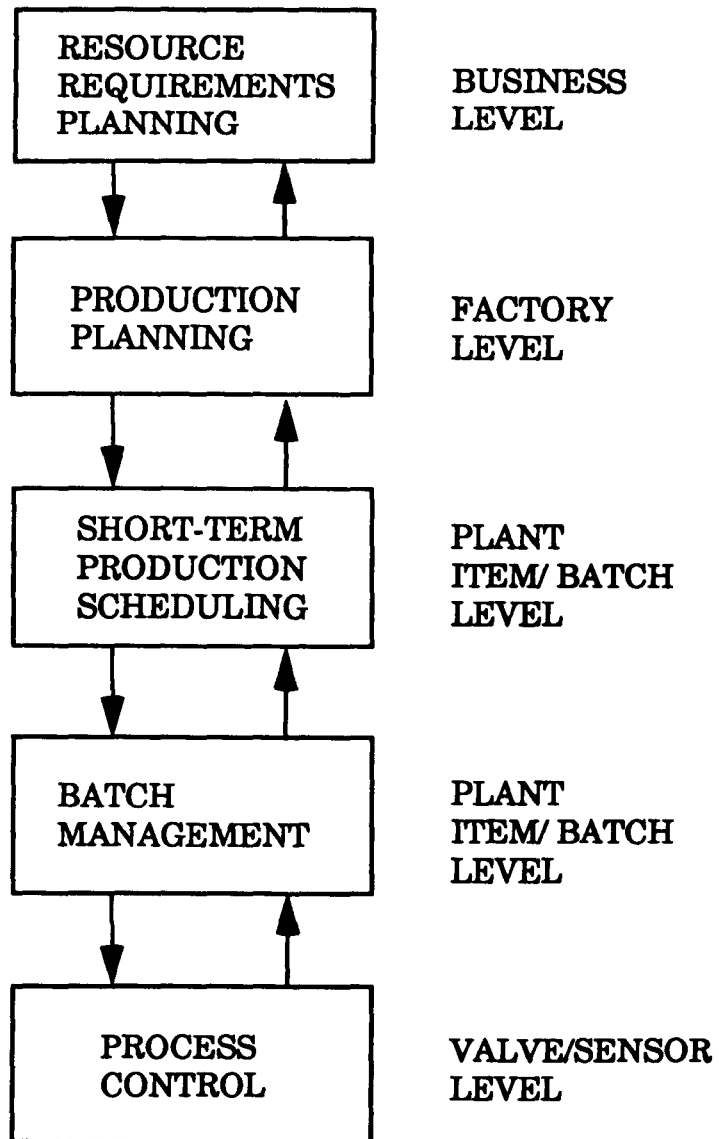 RESOURCE
REQUIREMENTS
PLANNING
BUSINESS
LEVEL
PRODUCTION
PLANNING
FACTORY
LEVEL
SHORT-TERM
PRODUCTION
SCHEDULING
PLANT
ITEM/ BATCH
LEVEL
BATCH
MANAGEMENT
PLANT
ITEM/ BATCH
LEVEL
PROCESS
CONTROL
VALVE/SENSOR
LEVEL